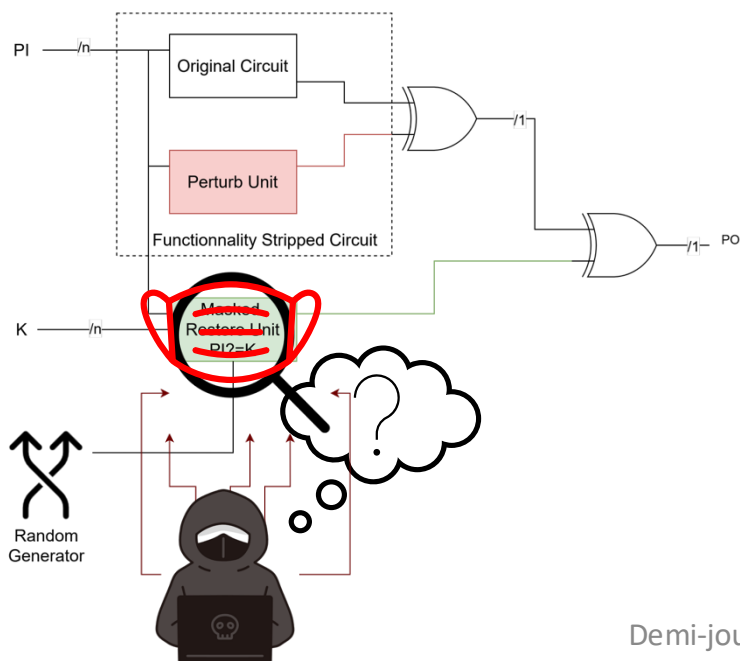 PI
/n
Original Circuit
/1
Perturb Unit
Functionnality Stripped Circuit
/1
PO
Masked
K
/n
Restore Unit
PI?=K
?
Random
Generator
Demi-jou